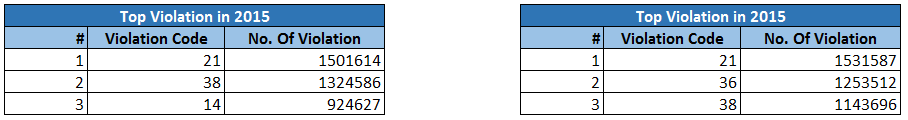 Top Violation in 2015
# Violation Code No. Of Violation
1 21 1501614
2 38 1324586
3 14 924627
Top Violation in 2015
# Violation Code No. Of Violation
1 21 1531587
2 36 1253512
3 38 1143696